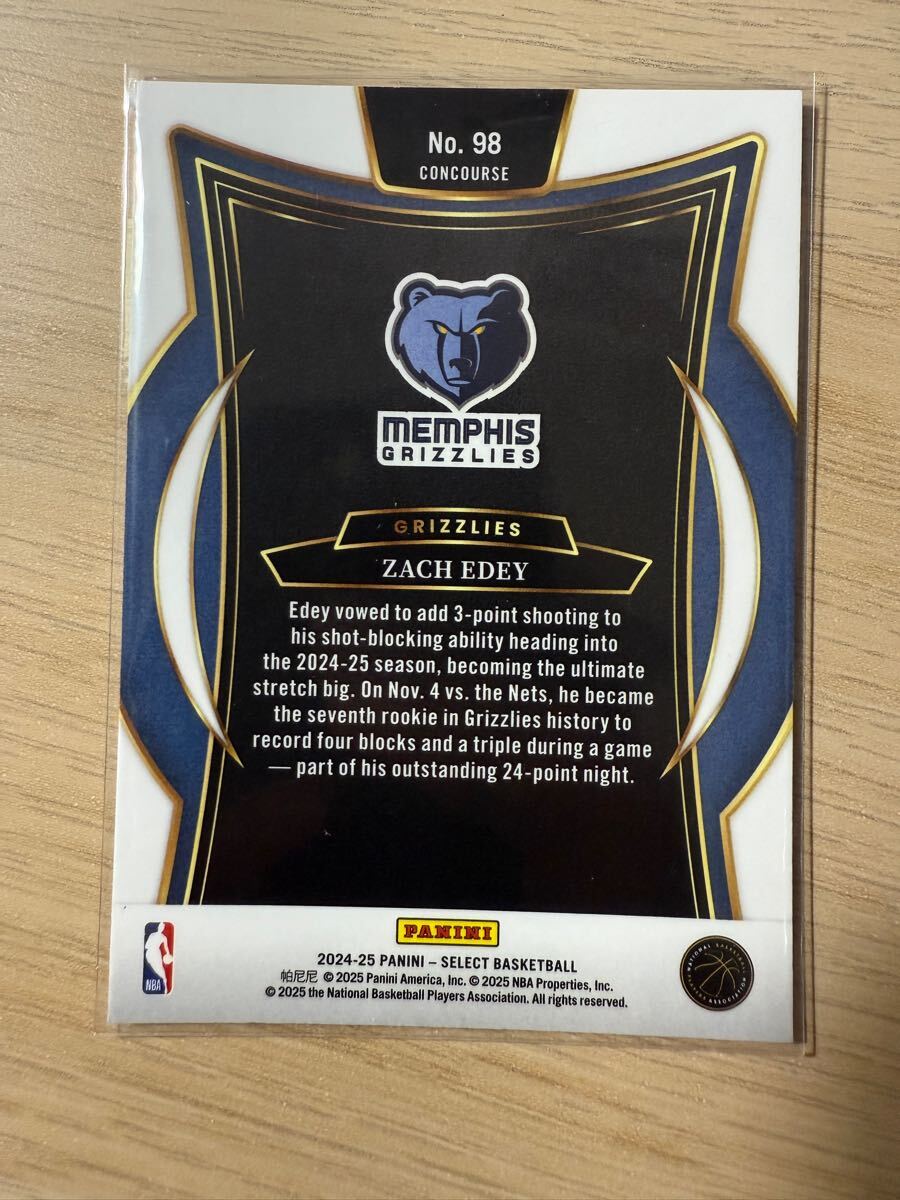 No. 98
CONCOURSE
MEMPHIS
GRIZZLIES
GRIZZLIES
ZACH EDEY
Edey vowed to add 3-point shooting to
his shot-blocking ability heading into
the 2024-25 season, becoming the ultimate
stretch big. On Nov. 4 vs. the Nets, he became
the seventh rookie in Grizzlies history to
record four blocks and a triple during a game
— part of his outstanding 24-point night.
PANINI
2024-25 PANINI – SELECT BASKETBALL
帕尼尼 © 2025 Panini America, Inc. © 2025 NBA Properties, Inc.
© 2025 the National Basketball Players Association. All rights reserved.
NBA
NATIONAL BASKETBALL
PLAYERS ASSOCIATION